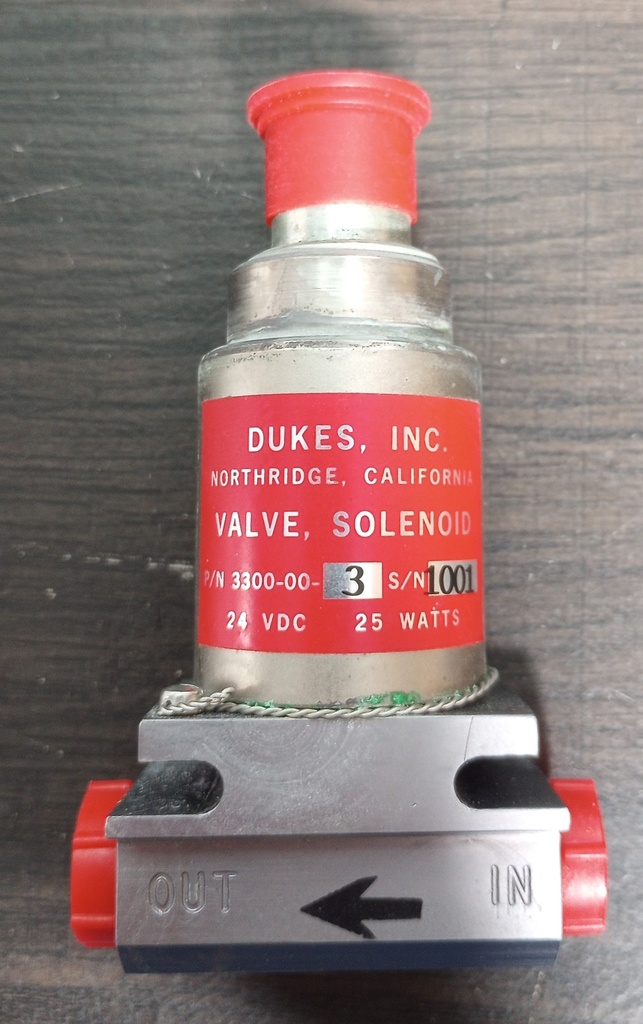 DUKES, INC.
NORTHRIDGE, CALIFORNIA
VALVE, SOLENOID
P/N 3300-00-3 S/N 1001
24 VDC 25 WATTS
OUT IN